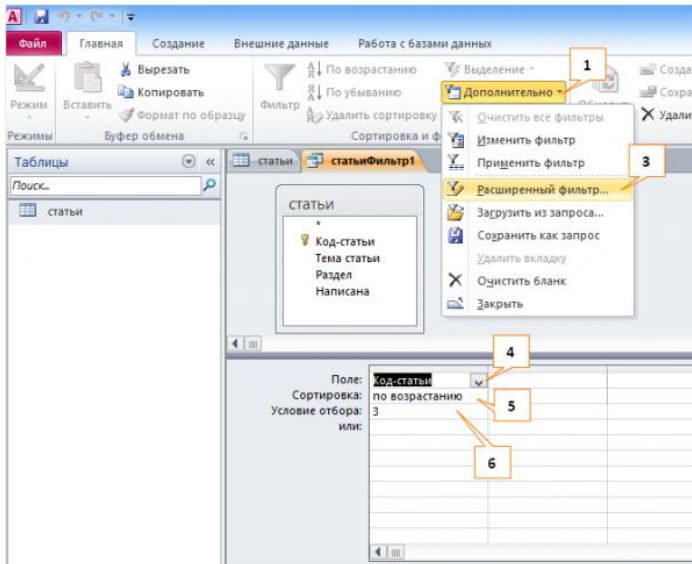 A
Файл Главная Создание Внешние данные Работа с базами данных
Режим
Режимы
Вставить
Вырезать
Копировать
Формат по образцу
Буфер обмена
Фильтр
По возрастанию
По убыванию
Удалить сортировку
Сортировка и ф
Выделение
Дополнительно
1
Созда
Сохра
Удали
Очистить все фильтры
Изменить фильтр
Применить фильтр
3
Расширенный фильтр...
Загрузить из запроса...
Сохранить как запрос
Удалить вкладку
Очистить бланк
Закрыть
Таблицы
Поиск...
статьи
статьи статьиФильтр1
статьи
*
Код-статьи
Тема статьи
Раздел
Написана
4
Поле: Код-статьи
Сортировка: по возрастанию
5
Условие отбора: 3
или:
6